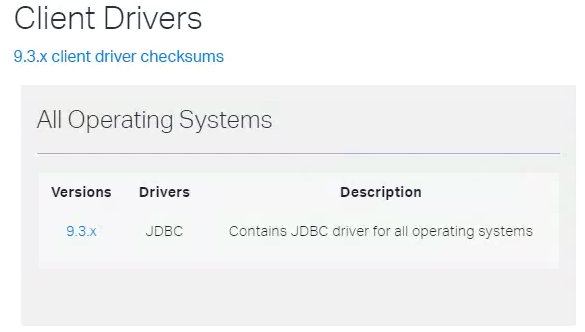 Client Drivers
9.3.x client driver checksums
All Operating Systems
Versions Drivers Description
9.3.x JDBC Contains JDBC driver for all operating systems